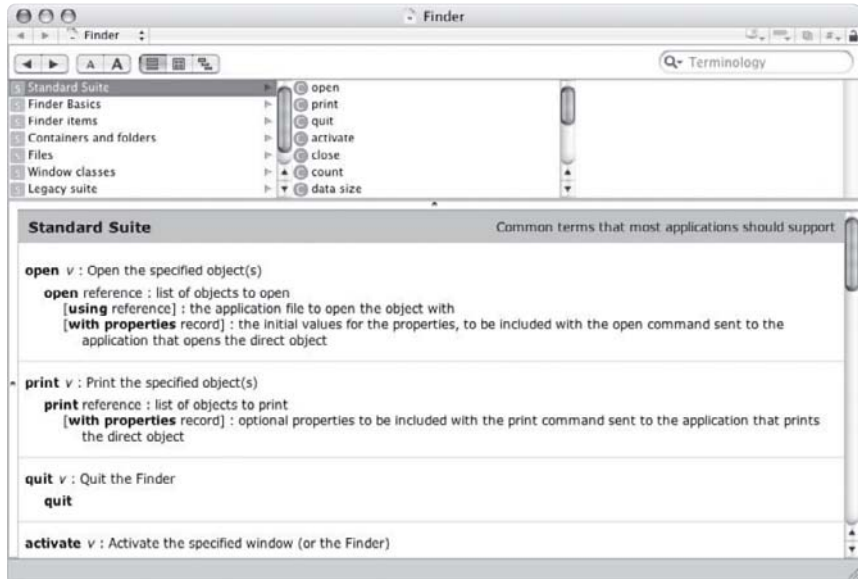 Finder
Finder
A A
Terminology
S Standard Suite
S Finder Basics
S Finder items
S Containers and folders
S Files
S Window classes
S Legacy suite
C open
C print
C quit
C activate
C close
C count
C data size
Standard Suite Common terms that most applications should support
open v : Open the specified object(s)
open reference : list of objects to open
[using reference] : the application file to open the object with
[with properties record] : the initial values for the properties, to be included with the open command sent to the
application that opens the direct object
print v : Print the specified object(s)
print reference : list of objects to print
[with properties record] : optional properties to be included with the print command sent to the application that prints
the direct object
quit v : Quit the Finder
quit
activate v : Activate the specified window (or the Finder)